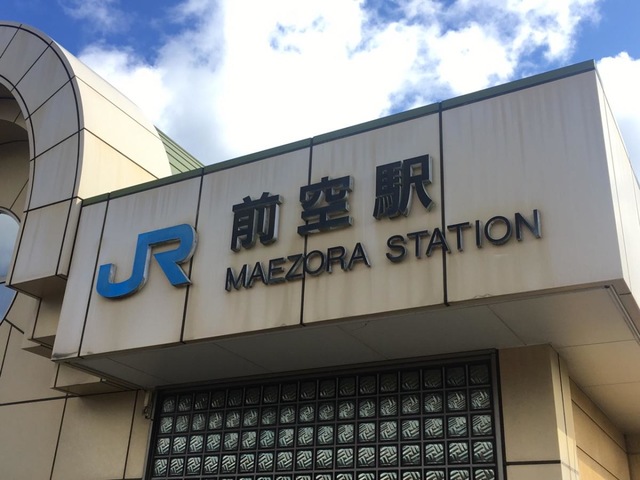 JR 前空駅
MAEZORA STATION